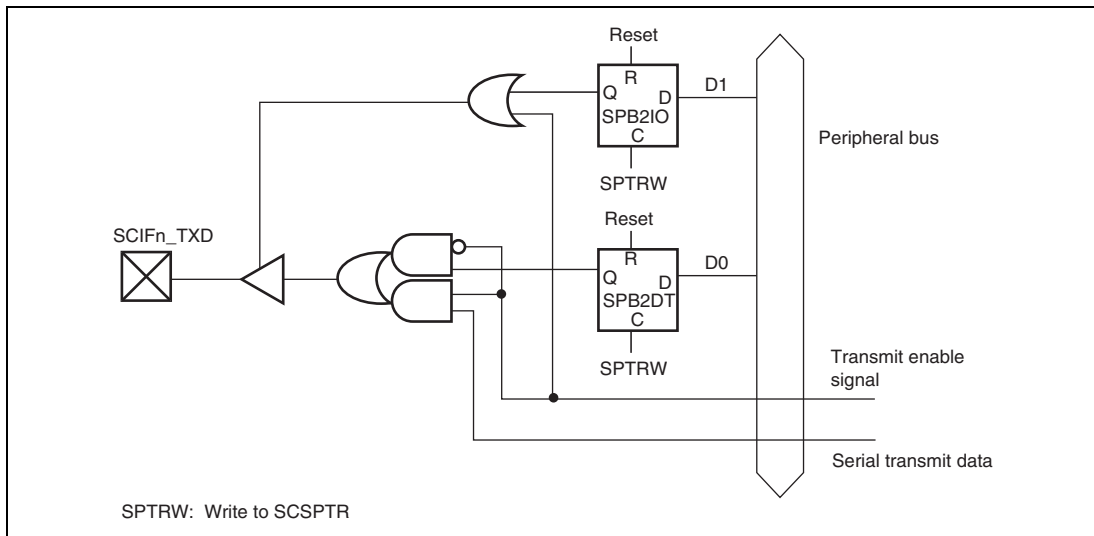 Reset
R
D1
Q
D
SPB2IO
C
Peripheral bus
SPTRW
Reset
SCIFn_TXD
R
D0
Q
D
SPB2DT
C
SPTRW
Transmit enable
signal
Serial transmit data
SPTRW: Write to SCSPTR